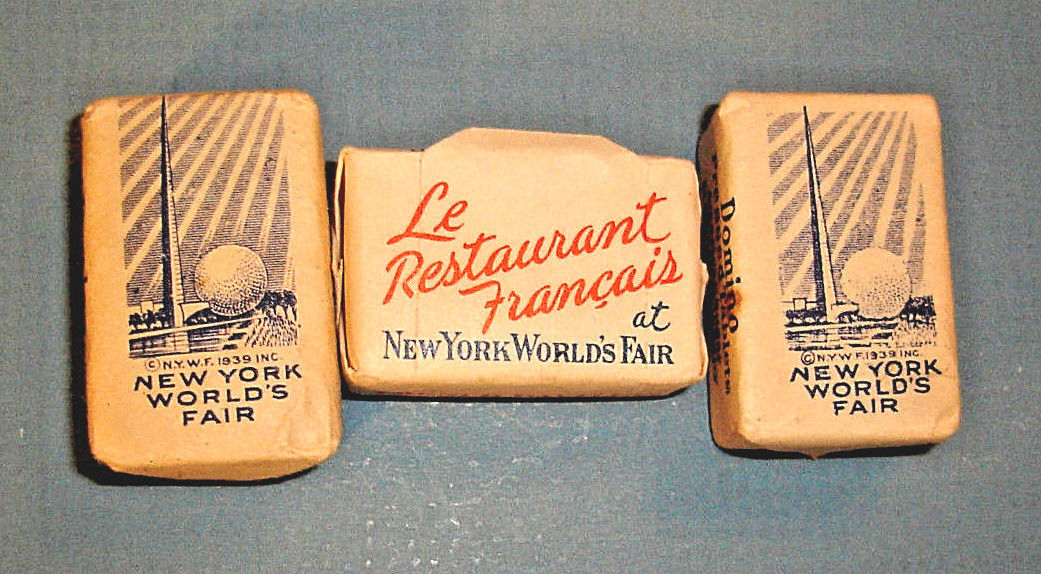 © N.Y.W.F. 1939 INC.
NEW YORK
WORLD'S
FAIR
Le
Restaurant
Français
at
NEW YORK WORLD'S FAIR
Domino
© N.Y.W.F. 1939 INC.
NEW YORK
WORLD'S
FAIR